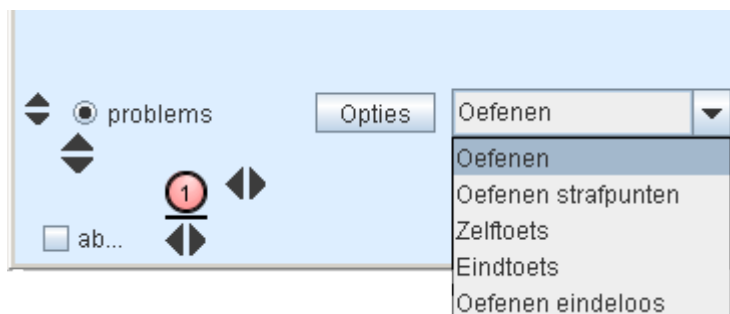 problems Opties Oefenen
Oefenen
Oefenen strafpunten
1
Zelftoets
ab...
Eindtoets
Oefenen eindeloos